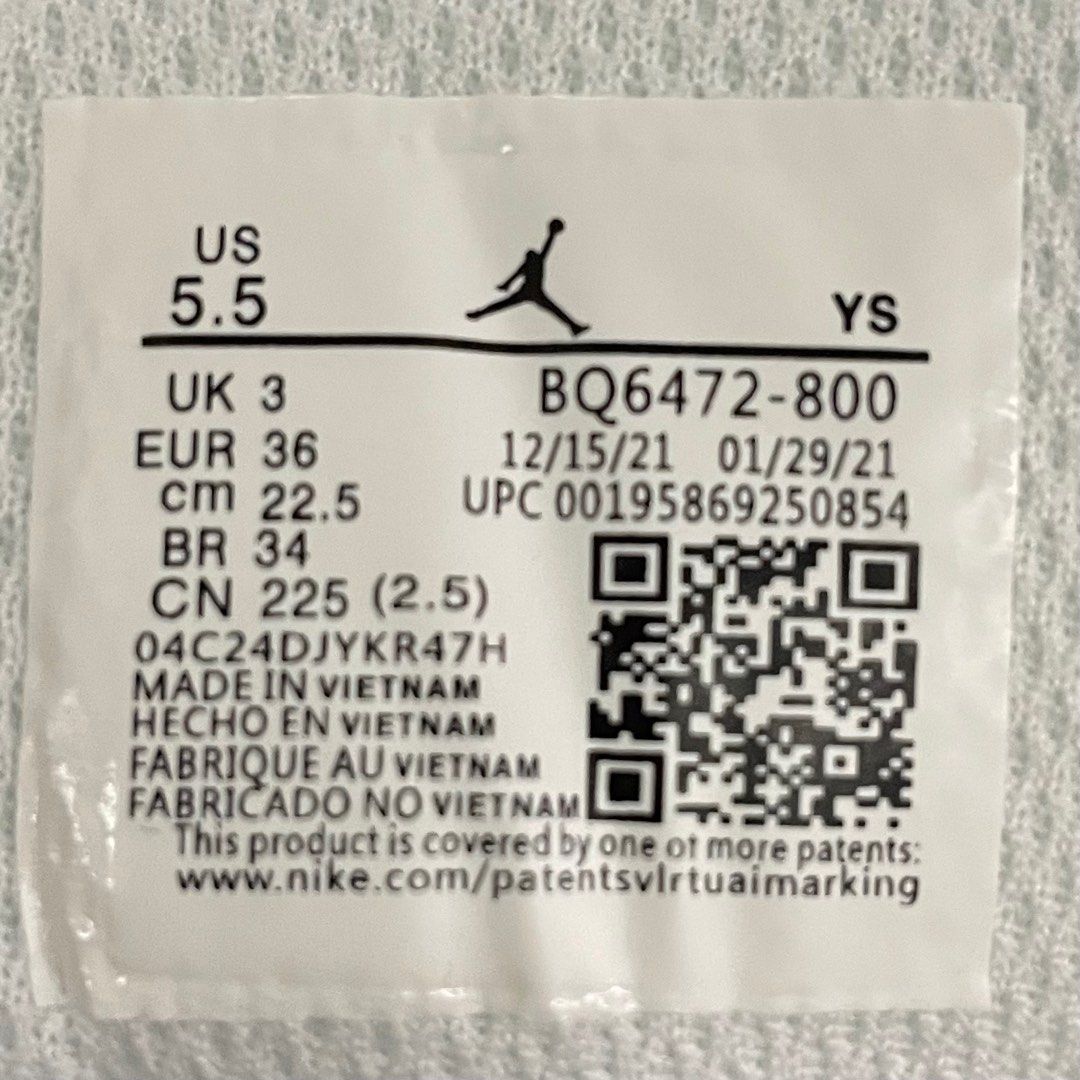 US
5.5
YS
UK 3
BQ6472-800
EUR 36
12/15/21 01/29/21
cm 22.5
UPC 00195869250854
BR 34
CN 225 (2.5)
04C24DJYKR47H
MADE IN VIETNAM
HECHO EN VIETNAM
FABRIQUE AU VIETNAM
FABRICADO NO VIETNAM
This product is covered by one or more patents:
www.nike.com/patentsvlrtuaimarking